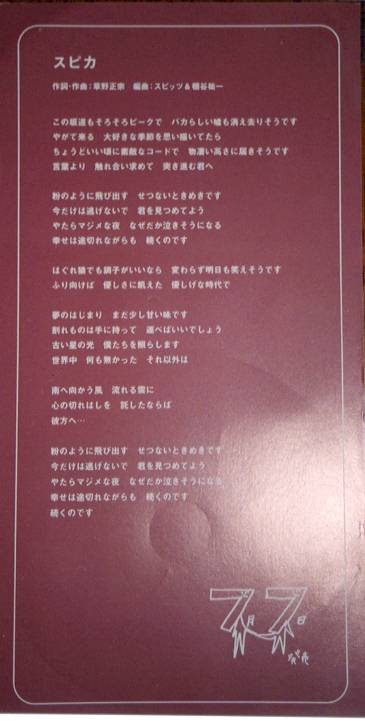 スピカ
作詞・作曲：草野正宗　編曲：スピッツ＆棚谷祐一
この坂道もそろそろピークで　バカらしい嘘も消え去りそうです
やがて来る　大好きな季節を思い描いてたら
ちょうどいい頃に素敵なコードで　物凄い高さに届きそうです
言葉より　触れ合い求めて　突き進む君へ
粉のように飛び出す　せつないときめきです
今だけは逃げないで　君を見つめてよう
やたらマジメな夜　なぜだか泣きそうになる
幸せは途切れながらも　続くのです
はぐれ猿でも調子がいいなら　変わらず明日も笑えそうです
ふり向けば　優しさに飢えた　優しげな時代で
夢のはじまり　まだ少し甘い味です
割れものは手に持って　運べばいいでしょう
古い星の光　僕たちを照らします
世界中　何も無かった　それ以外は
南へ向かう風　流れる雲に
心の切れはしを　託したならば
彼方へ…
粉のように飛び出す　せつないときめきです
今だけは逃げないで　君を見つめてよう
やたらマジメな夜　なぜだか泣きそうになる
幸せは途切れながらも　続くのです
続くのです
ブ月ブ日